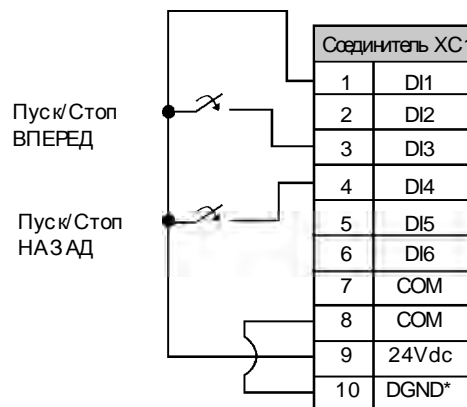 Соединитель XC1
1 DI1
2 DI2
3 DI3
4 DI4
5 DI5
6 DI6
7 COM
8 COM
9 24Vdc
10 DGND*
Пуск/Стоп
ВПЕРЕД
Пуск/Стоп
НАЗАД